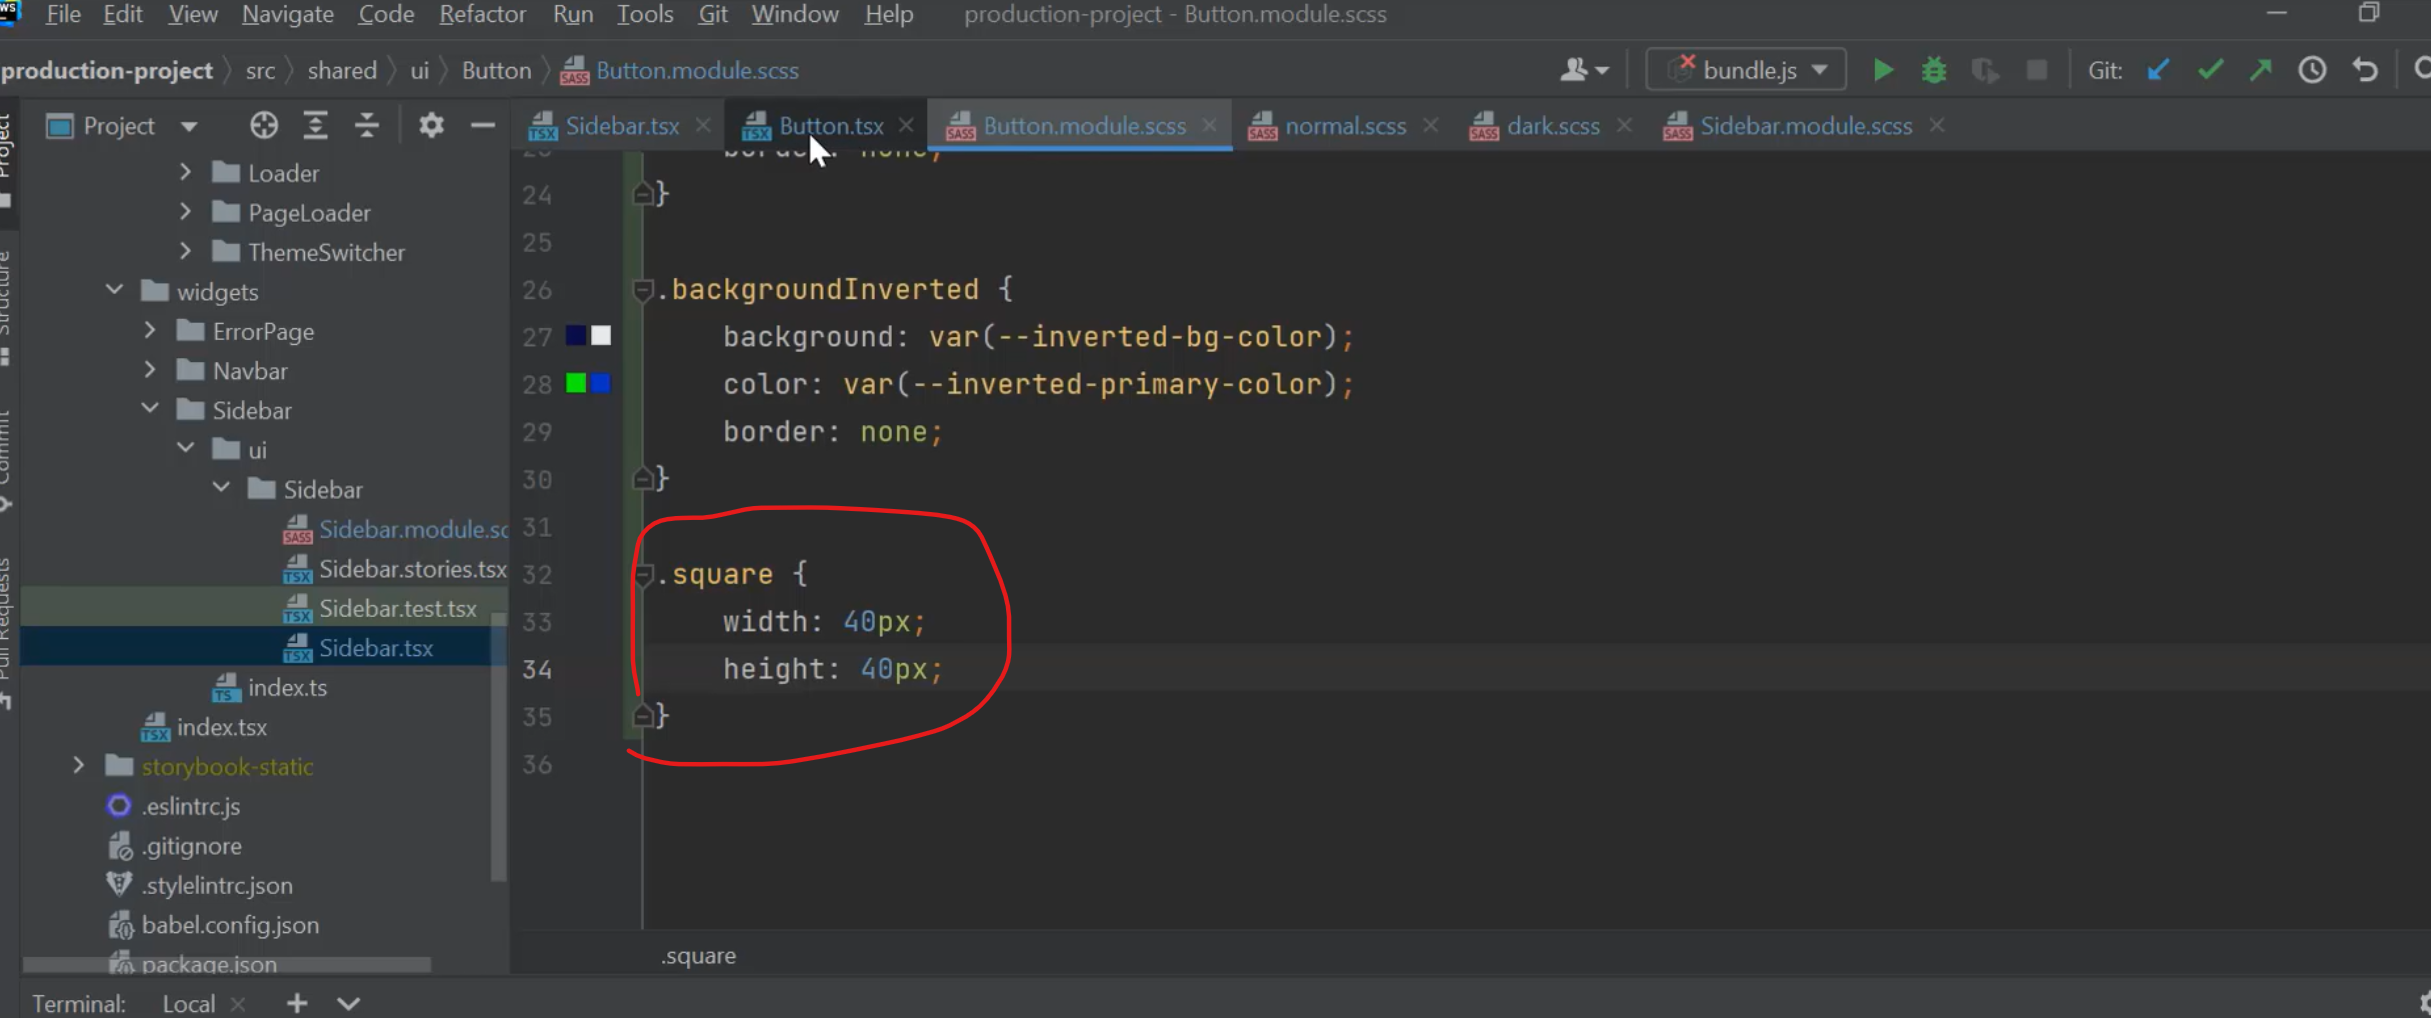 WS File Edit View Navigate Code Refactor Run Tools Git Window Help production-project - Button.module.scss
production-project src shared ui Button Button.module.scss bundle.js Git:
Project Sidebar.tsx Button.tsx Button.module.scss normal.scss dark.scss Sidebar.module.scss
Project
Structure
Commit
Pull Requests
Loader
PageLoader
ThemeSwitcher
widgets
ErrorPage
Navbar
Sidebar
ui
Sidebar
Sidebar.module.sc
Sidebar.stories.tsx
Sidebar.test.tsx
Sidebar.tsx
index.ts
index.tsx
storybook-static
.eslintrc.js
.gitignore
.stylelintrc.json
babel.config.json
package.json
border: none;
24 }
25
26 .backgroundInverted {
27 background: var(--inverted-bg-color);
28 color: var(--inverted-primary-color);
29 border: none;
30 }
31
32 .square {
33 width: 40px;
34 height: 40px;
35 }
36
.square
Terminal: Local